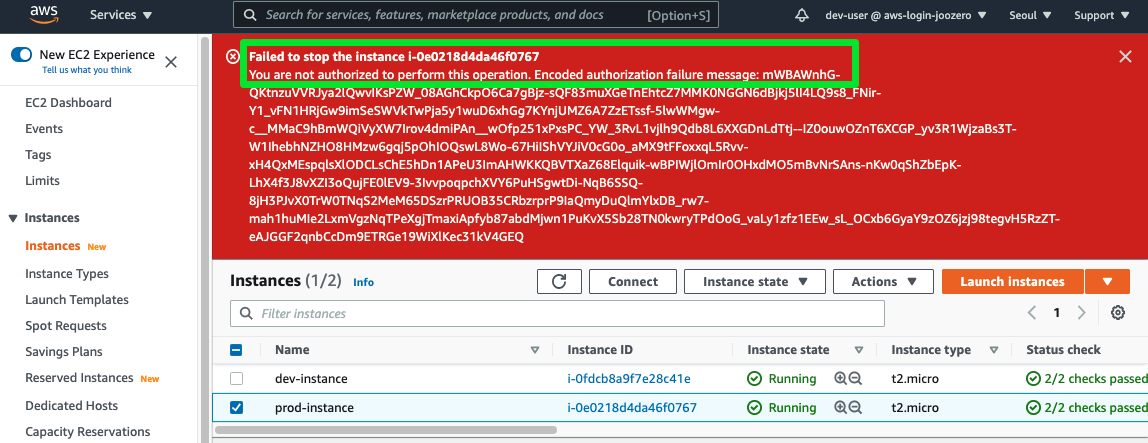 aws
Services
Search for services, features, marketplace products, and docs
[Option+S]
dev-user @ aws-login-joozero
Seoul
Support
New EC2 Experience
Tell us what you think
EC2 Dashboard
Events
Tags
Limits
Instances
Instances New
Instance Types
Launch Templates
Spot Requests
Savings Plans
Reserved Instances New
Dedicated Hosts
Capacity Reservations
Failed to stop the instance i-0e0218d4da46f0767
You are not authorized to perform this operation. Encoded authorization failure message: mWBAWnhG-
QKtnzuVVRJya2lQwvIKsPZW_08AGhCkpO6Ca7gBjz-sQF83muXGeTnEhtcZ7MMK0NGGN6dBjkj5lI4LQ9s8_FNir-
Y1_vFN1HRjGw9imSeSWVkTwPja5y1wuD6xhGg7KYnjUMZ6A7ZzETssf-5lwWMgw-
c__MMaC9hBmWQiVyXW7Irov4dmiPAn__wOfp251xPxsPC_YW_3RvL1vjlh9Qdb8L6XXGDnLdTtj--IZ0ouwOZnT6XCGP_yv3R1WjzaBs3T-
W1IhebhNZHO8HMzw6gqj5pOhIOQswL8Wo-67HiIShVYJiV0cG0o_aMX9tFFoxxqL5Rvv-
xH4QxMEspqlsXlODCLsChE5hDn1APeU3ImAHWKKQBVTXaZ68Elquik-wBPIWjlOmIr0OHxdMO5mBvNrSAns-nKw0qShZbEpK-
LhX4f3J8vXZI3oQujFE0lEV9-3IvvpoqpchXVY6PuHSgwtDi-NqB6SSQ-
8jH3PJvX0TrW0TNqS2MeM65DSzrPRUOB35CRbzrprP9IaQmyDuQlmYlxDB_rw7-
mah1huMIe2LxmVgzNqTPeXgjTmaxiApfyb87abdMjwn1PuKvX5Sb28TN0kwryTPdOoG_vaLy1zfz1EEw_sL_OCxb6GyaY9zOZ6jzj98tegvH5RzZT-
eAJGGF2qnbCcDm9ETRGe19WiXlKec31kV4GEQ
Instances (1/2) Info
Connect
Instance state
Actions
Launch instances
Filter instances
1
Name Instance ID Instance state Instance type Status check
dev-instance i-0fdcb8a9f7e28c41e Running t2.micro 2/2 checks passed
prod-instance i-0e0218d4da46f0767 Running t2.micro 2/2 checks passed